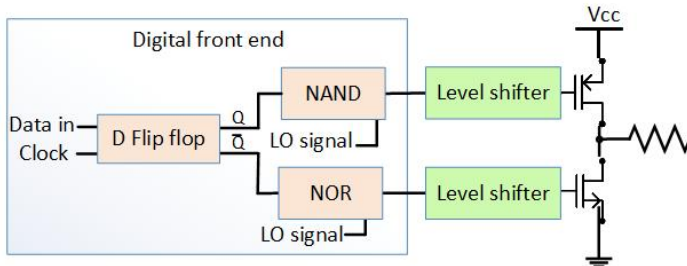 Digital front end
Vcc
NAND
Level shifter
Q
Data in
D Flip flop
LO signal
Clock
Q̅
NOR
Level shifter
LO signal